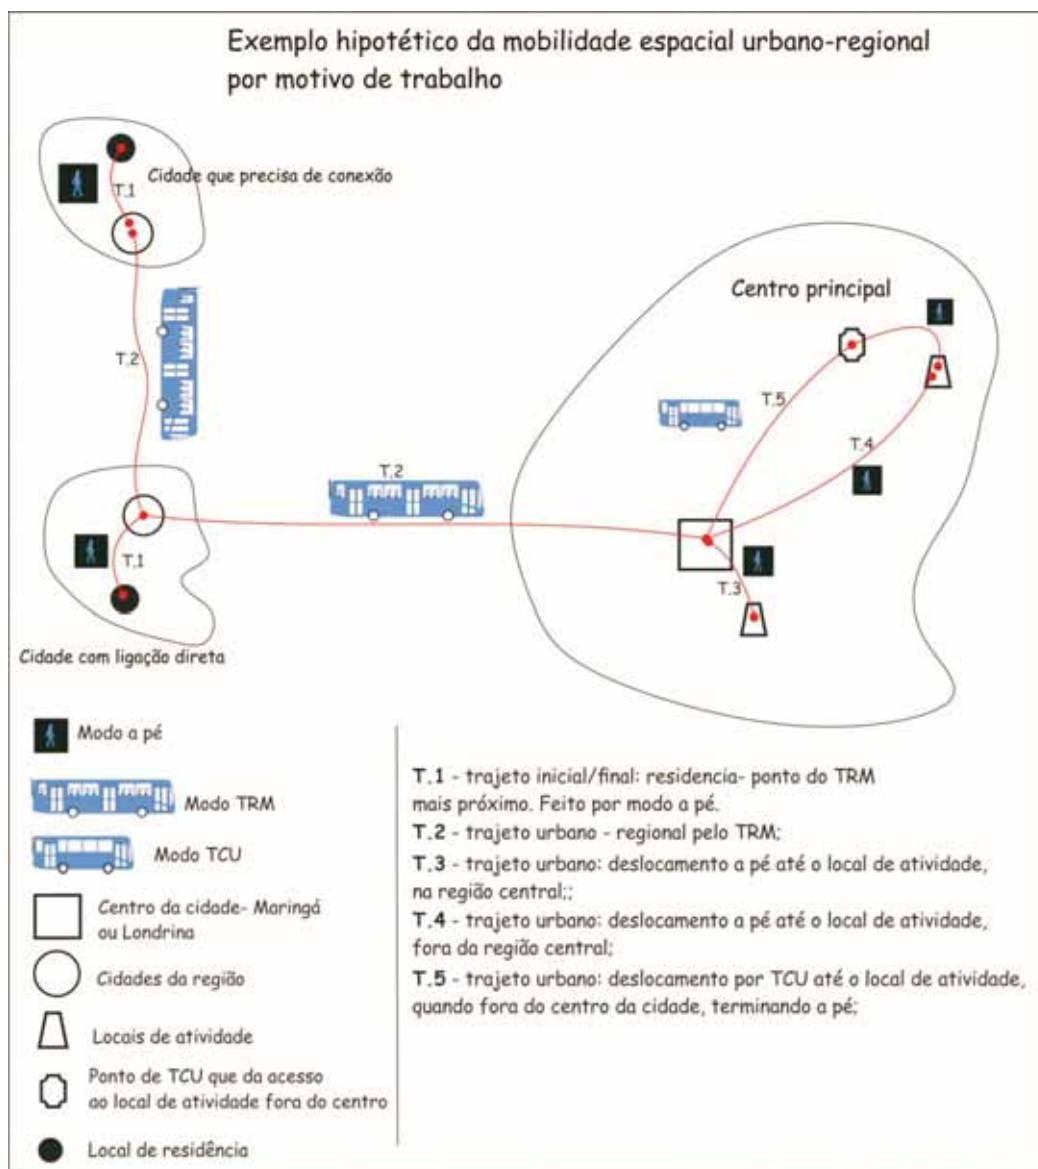 Exemplo hipotético da mobilidade espacial urbano-regional
por motivo de trabalho
Cidade que precisa de conexão
T.1
T.2
Centro principal
T.5
T.4
T.2
T.3
T.1
Cidade com ligação direta
Modo a pé
Modo TRM
Modo TCU
Centro da cidade- Maringá
ou Londrina
Cidades da região
Locais de atividade
Ponto de TCU que da acesso
ao local de atividade fora do centro
Local de residência
T.1 - trajeto inicial/final: residencia- ponto do TRM
mais próximo. Feito por modo a pé.
T.2 - trajeto urbano - regional pelo TRM;
T.3 - trajeto urbano: deslocamento a pé até o local de atividade,
na região central;;
T.4 - trajeto urbano: deslocamento a pé até o local de atividade,
fora da região central;
T.5 - trajeto urbano: deslocamento por TCU até o local de atividade,
quando fora do centro da cidade, terminando a pé;